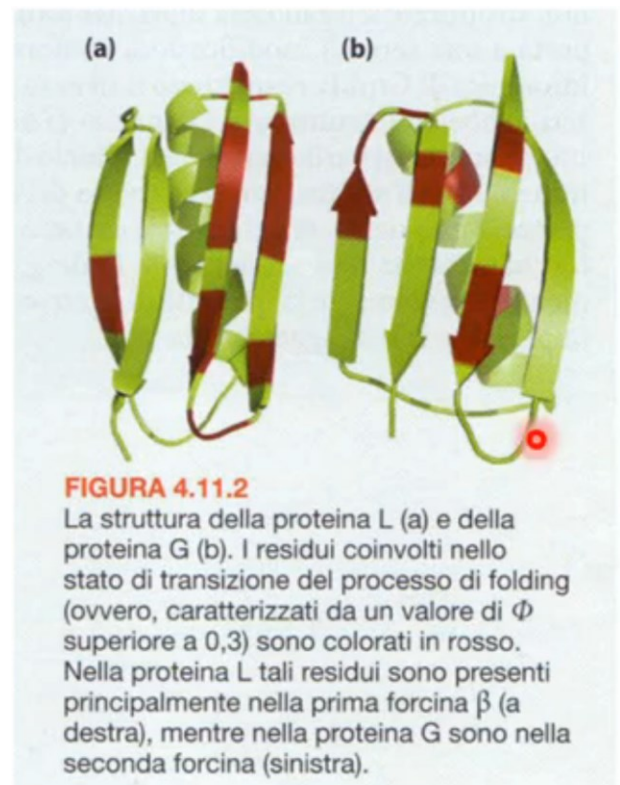 (a)
(b)
FIGURA 4.11.2
La struttura della proteina L (a) e della
proteina G (b). I residui coinvolti nello
stato di transizione del processo di folding
(ovvero, caratterizzati da un valore di Φ
superiore a 0,3) sono colorati in rosso.
Nella proteina L tali residui sono presenti
principalmente nella prima forcina β (a
destra), mentre nella proteina G sono nella
seconda forcina (sinistra).